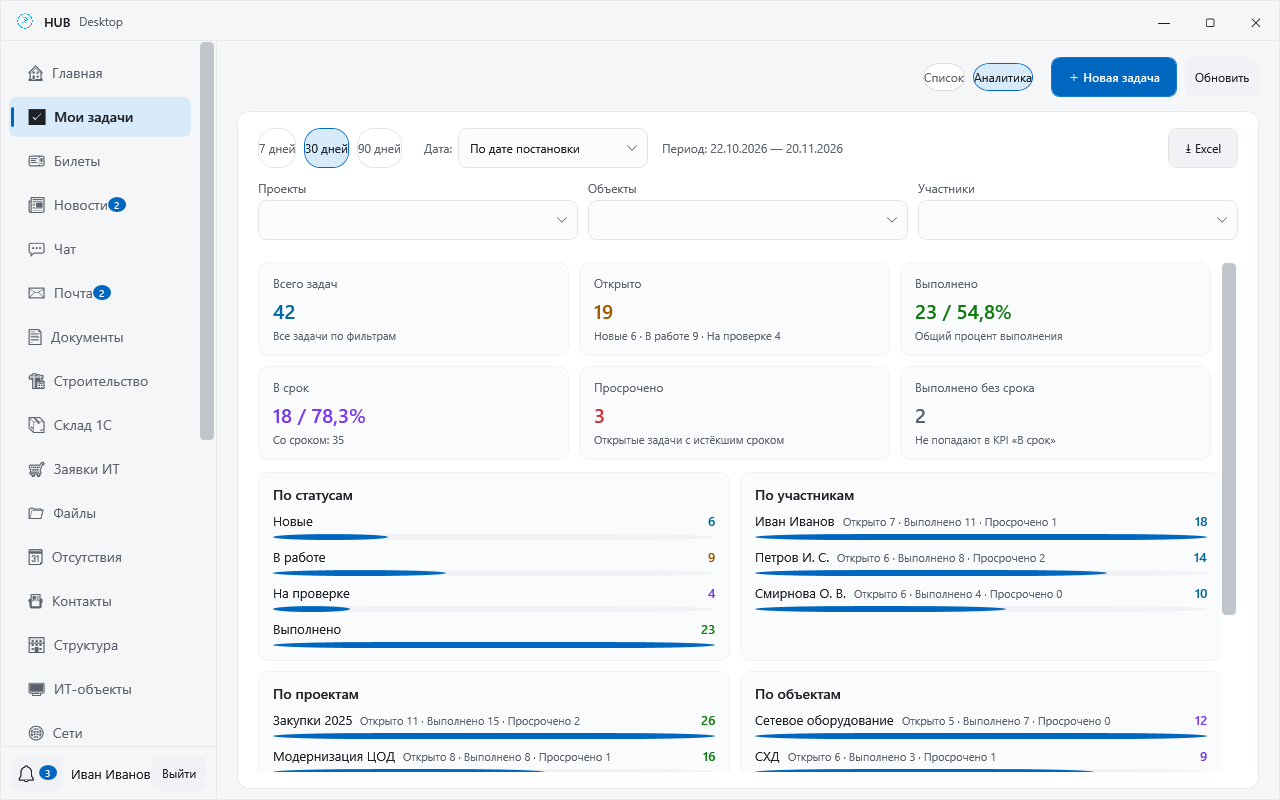 HUB Desktop
Главная
Мои задачи
Билеты
Новости 2
Чат
Почта 2
Документы
Строительство
Склад 1С
Заявки ИТ
Файлы
31 Отсутствия
Контакты
Структура
ИТ-объекты
Сети
3 Иван Иванов Выйти
Список Аналитика + Новая задача Обновить
7 дней 30 дней 90 дней Дата: По дате постановки Период: 22.10.2026 — 20.11.2026 Excel
Проекты Объекты Участники
Всего задач
42
Все задачи по фильтрам
Открыто
19
Новые 6 · В работе 9 · На проверке 4
Выполнено
23 / 54,8%
Общий процент выполнения
В срок
18 / 78,3%
Со сроком: 35
Просрочено
3
Открытые задачи с истёкшим сроком
Выполнено без срока
2
Не попадают в KPI «В срок»
По статусам
Новые 6
В работе 9
На проверке 4
Выполнено 23
По участникам
Иван Иванов Открыто 7 · Выполнено 11 · Просрочено 1 18
Петров И. С. Открыто 6 · Выполнено 8 · Просрочено 2 14
Смирнова О. В. Открыто 6 · Выполнено 4 · Просрочено 0 10
По проектам
Закупки 2025 Открыто 11 · Выполнено 15 · Просрочено 2 26
Модернизация ЦОД Открыто 8 · Выполнено 8 · Просрочено 1 16
По объектам
Сетевое оборудование Открыто 5 · Выполнено 7 · Просрочено 0 12
СХД Открыто 6 · Выполнено 3 · Просрочено 1 9